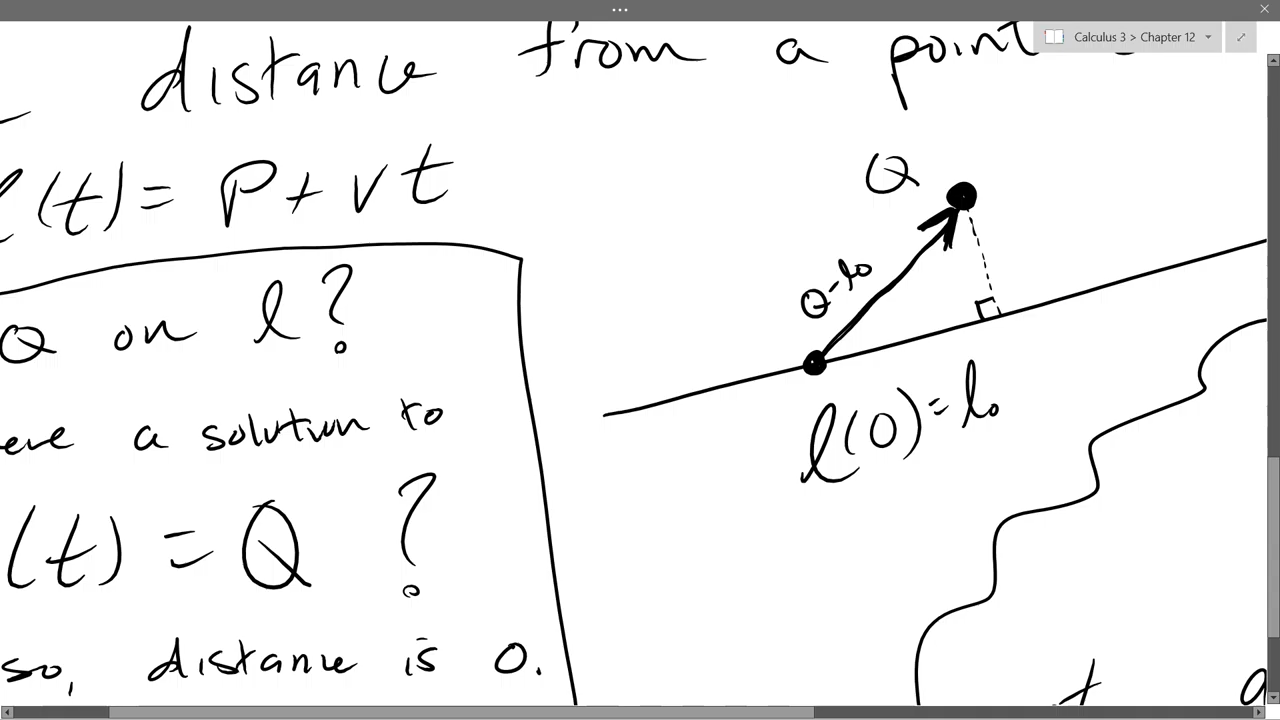 Calculus 3 > Chapter 12
distance from a point
l(t) = P + vt
Q on l?
a solution to
(t) = Q ?
so, distance is 0.
Q
Q - l0
l(0) = l0
t